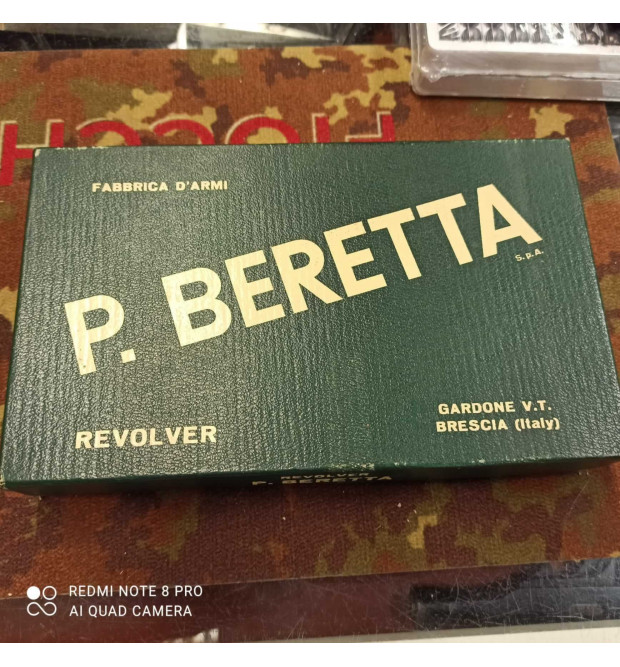 FABBRICA D'ARMI
P. BERETTA
S.p.A.
REVOLVER
GARDONE V.T.
BRESCIA (Italy)
REVOLVER
P. BERETTA
REDMI NOTE 8 PRO
AI QUAD CAMERA